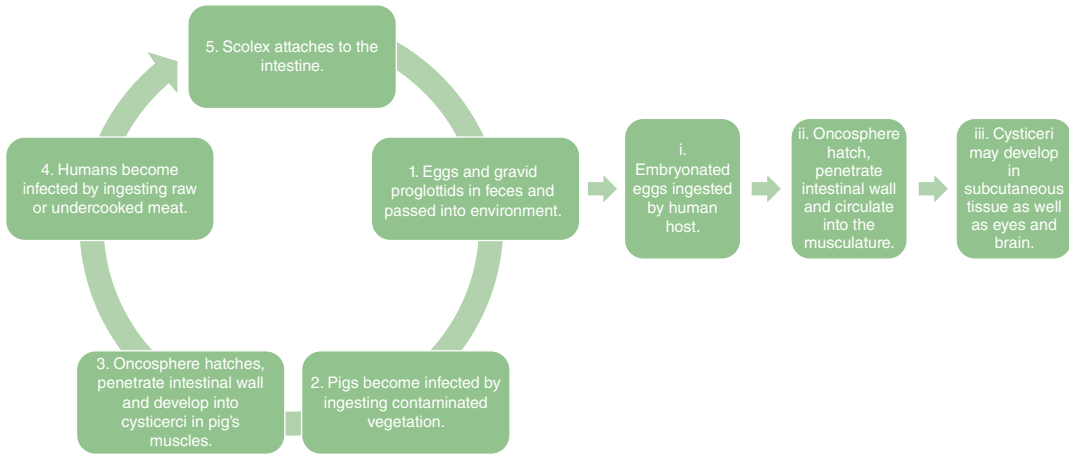 5. Scolex attaches to the
intestine.
1. Eggs and gravid
proglottids in feces and
passed into environment.
2. Pigs become infected by
ingesting contaminated
vegetation.
3. Oncosphere hatches,
penetrate intestinal wall
and develop into
cysticerci in pig's
muscles.
4. Humans become
infected by ingesting raw
or undercooked meat.
i.
Embryonated
eggs ingested
by human
host.
ii. Oncosphere
hatch,
penetrate
intestinal wall
and circulate
into the
musculature.
iii. Cysticeri
may develop
in
subcutaneous
tissue as well
as eyes and
brain.